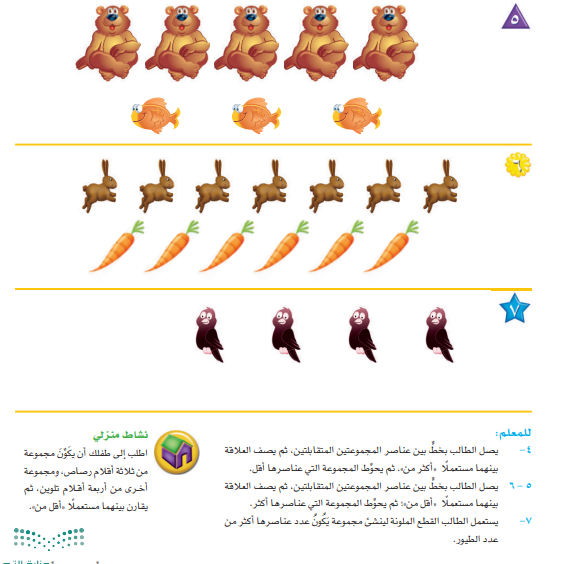 ٥
٦
٧
للمعلم:
٤- يصل الطالب بخطٍّ بين عناصر المجموعتين المتقابلتين، ثم يصف العلاقة
بينهما مستعملًا «أكثر من»، ثم يحوِّط المجموعة التي عناصرها أقل.
٥ - ٦ يصل الطالب بخطٍّ بين عناصر المجموعتين المتقابلتين، ثم يصف العلاقة
بينهما مستعملًا «أقل من»؛ ثم يحوِّط المجموعة التي عناصرها أكثر.
٧- يستعمل الطالب القطع الملونة لينشئ مجموعة يَكُونُ عدد عناصرها أكثر من
عدد الطيور.
نشاط منزلي
اطلب إلى طفلك أن يكَوِّنَ مجموعة
من ثلاثة أقلام رصاص، ومجموعة
أخرى من أربعة أقلام تلوين، ثم
يقارن بينهما مستعملًا «أقل من».